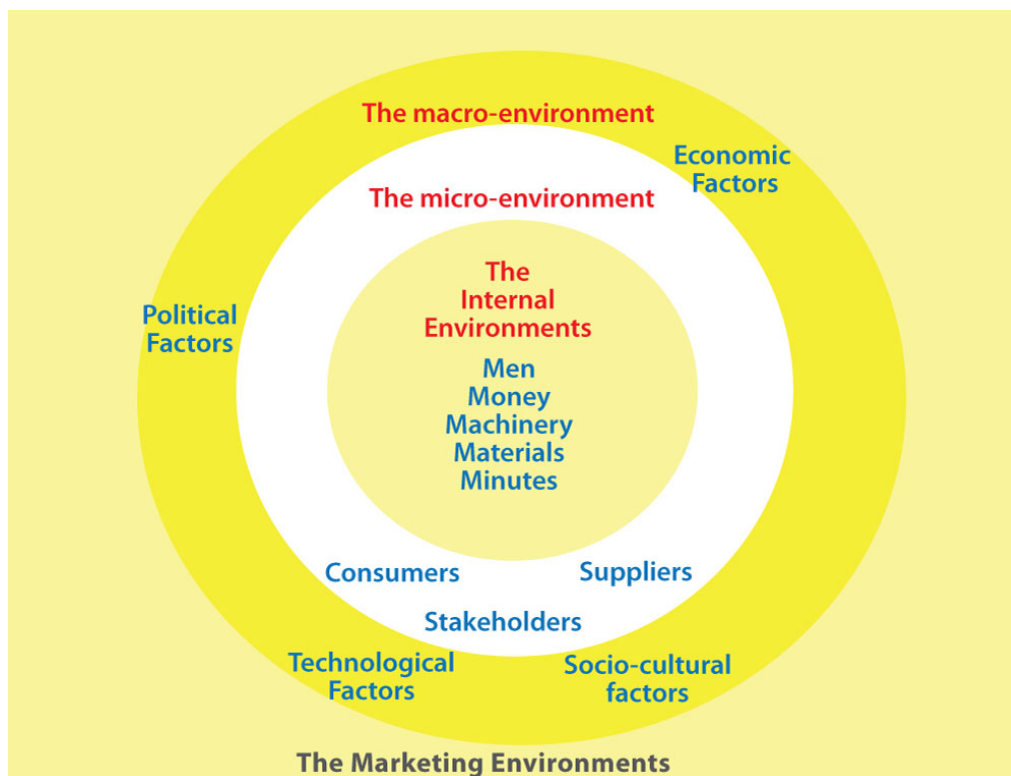 The macro-environment
Economic
Factors
The micro-environment
The
Internal
Environments
Political
Factors
Men
Money
Machinery
Materials
Minutes
Consumers
Suppliers
Stakeholders
Technological
Factors
Socio-cultural
factors
The Marketing Environments